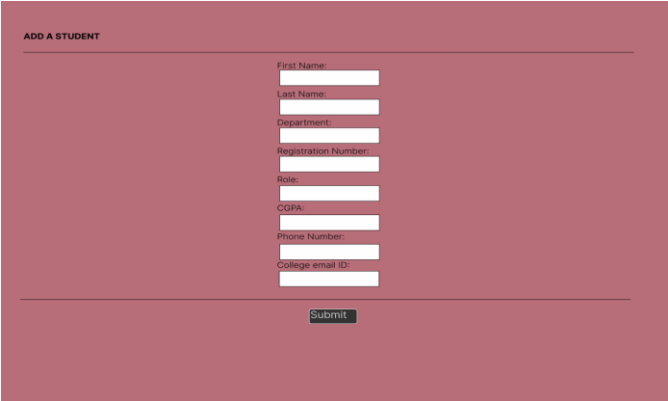 ADD A STUDENT
First Name:
Last Name:
Department:
Registration Number:
Role:
CGPA:
Phone Number:
College email ID:
Submit